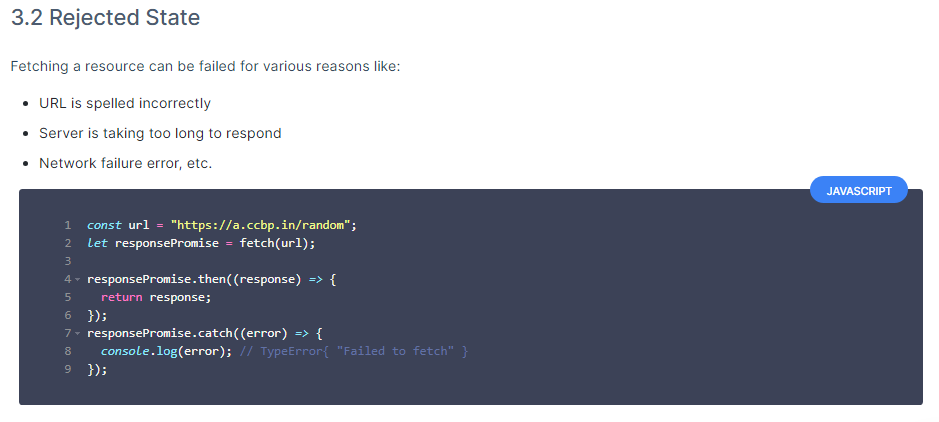 3.2 Rejected State
Fetching a resource can be failed for various reasons like:
• URL is spelled incorrectly
• Server is taking too long to respond
• Network failure error, etc.
JAVASCRIPT
1 const url = "https://a.ccbp.in/random";
2 let responsePromise = fetch(url);
3
4 responsePromise.then((response) => {
5   return response;
6 });
7 responsePromise.catch((error) => {
8   console.log(error); // TypeError{ "Failed to fetch" }
9 });